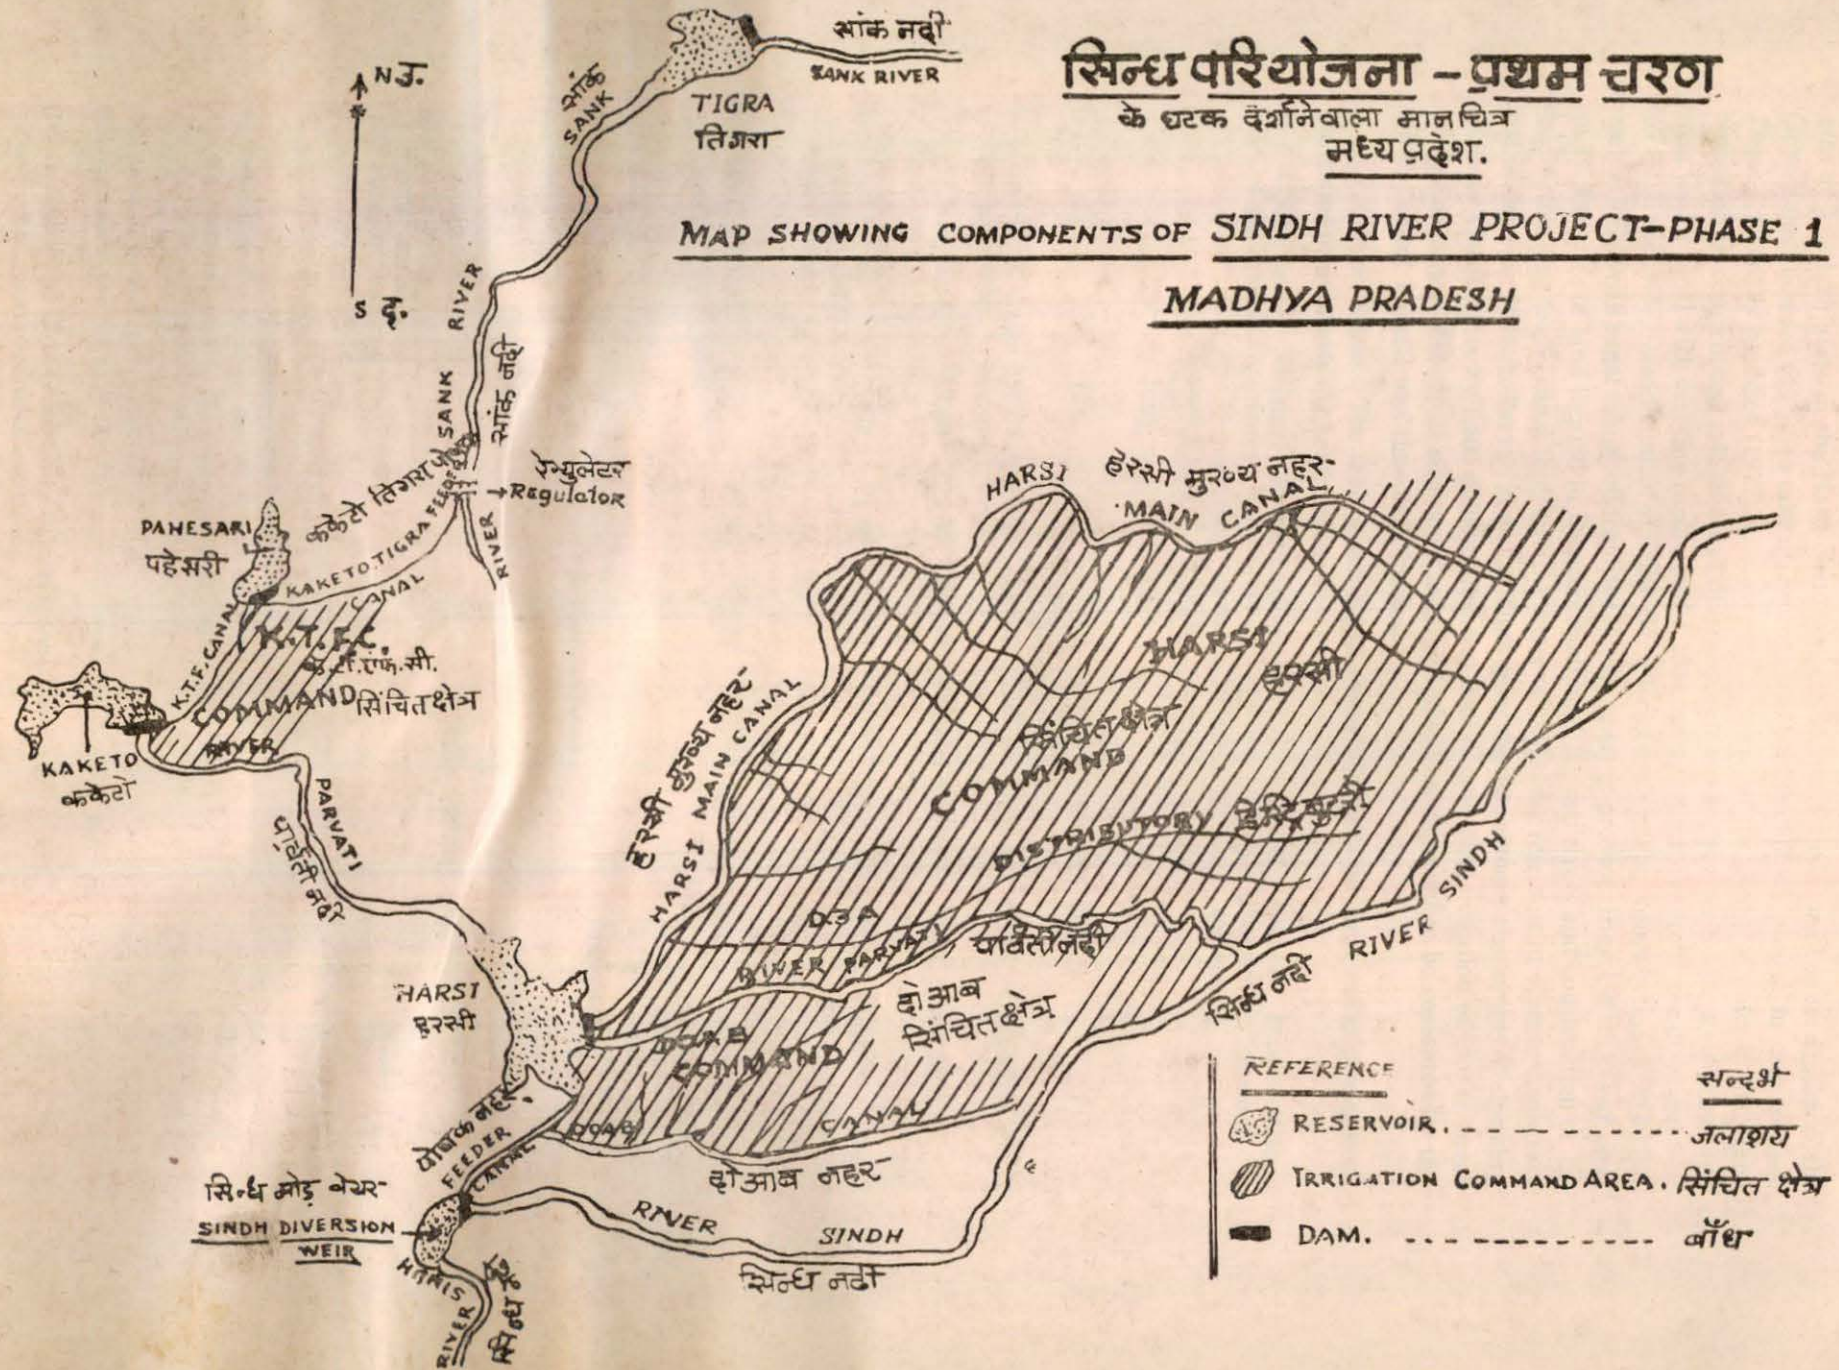 सांक नदी
SANK RIVER
सिन्ध परियोजना - प्रथम चरण
के घटक दर्शानेवाला मानचित्र
मध्य प्रदेश.
MAP SHOWING COMPONENTS OF SINDH RIVER PROJECT-PHASE 1
MADHYA PRADESH
N उ.
S द.
सांक
SANK
TIGRA
तिगरा
RIVER
सांक नदी
SANK
रेग्युलेटर
→Regulator
RIVER
ककेटो तिगरा
KAKETO TIGRA FEEDER
CANAL
PAHESARI
पहेसरी
K.T.F. CANAL
K.T.F.C.
के.टी.एफ.सी.
COMMAND सिंचित क्षेत्र
KAKETO
ककेटो
RIVER
PARVATI
पार्वती नदी
HARSI
हरसी मुख्य नहर
MAIN CANAL
हरसी मुख्य नहर
HARSI MAIN CANAL
HARSI
हरसी
सिंचित क्षेत्र
COMMAND
DISTRIBUTORY
D.3A
RIVER PARVATI पार्वती नदी
RIVER SINDH
सिन्ध नदी
HARSI
हरसी
DOAB
COMMAND
दोआब
सिंचित क्षेत्र
DOAB CANAL
दोआब नहर
पोषक नहर
FEEDER
CANAL
सिन्ध मोड़ वेयर
SINDH DIVERSION
WEIR
RIVER SINDH
सिन्ध नदी
RIVER
REFERENCE सन्दर्भ
RESERVOIR. जलाशय
IRRIGATION COMMAND AREA. सिंचित क्षेत्र
DAM. बाँध